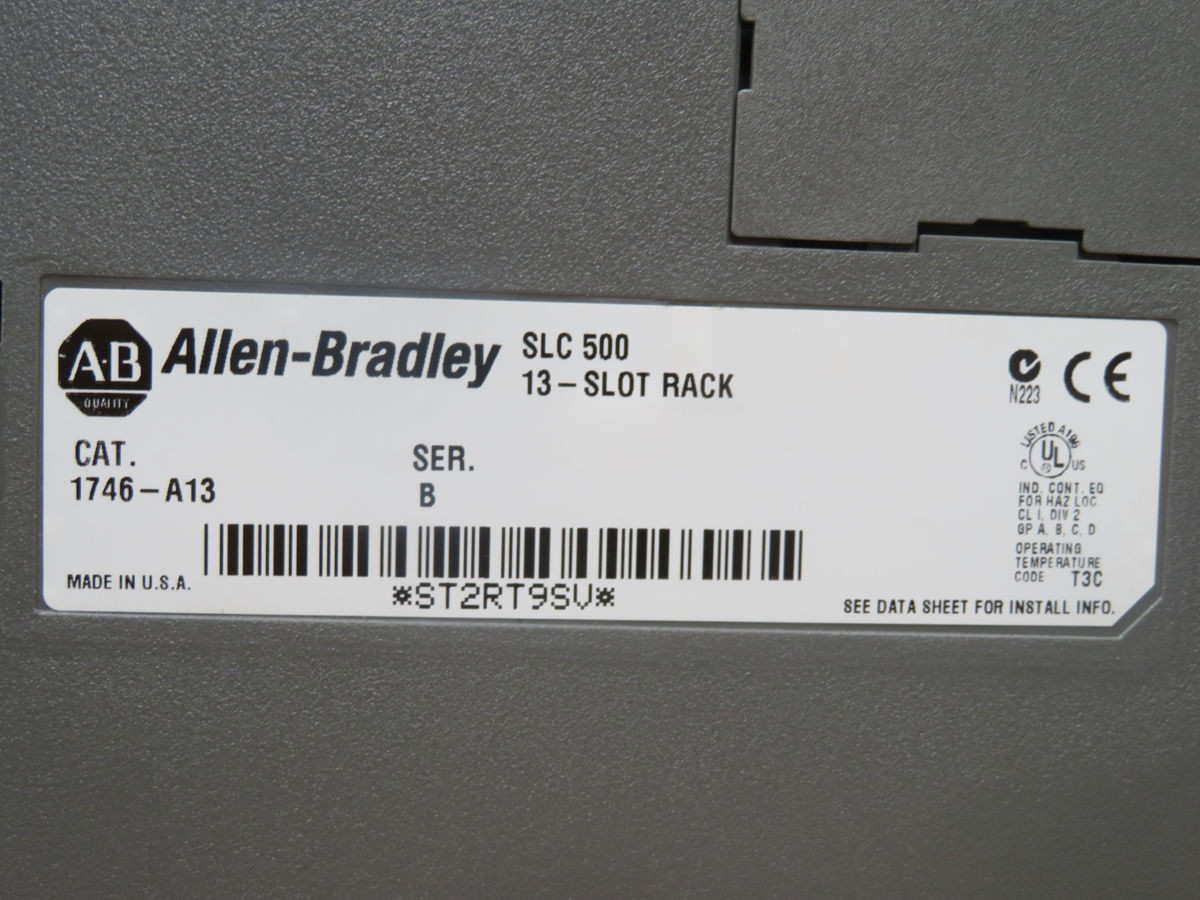 A-B
QUALITY
Allen-Bradley
SLC 500
13-SLOT RACK
N223
CE
CAT.
1746-A13
SER.
B
LISTED A196
C UL US
IND. CONT. EQ
FOR HAZ LOC
CL I, DIV 2
GP A, B, C, D
OPERATING
TEMPERATURE
CODE T3C
MADE IN U.S.A.
*ST2RT9SV*
SEE DATA SHEET FOR INSTALL INFO.